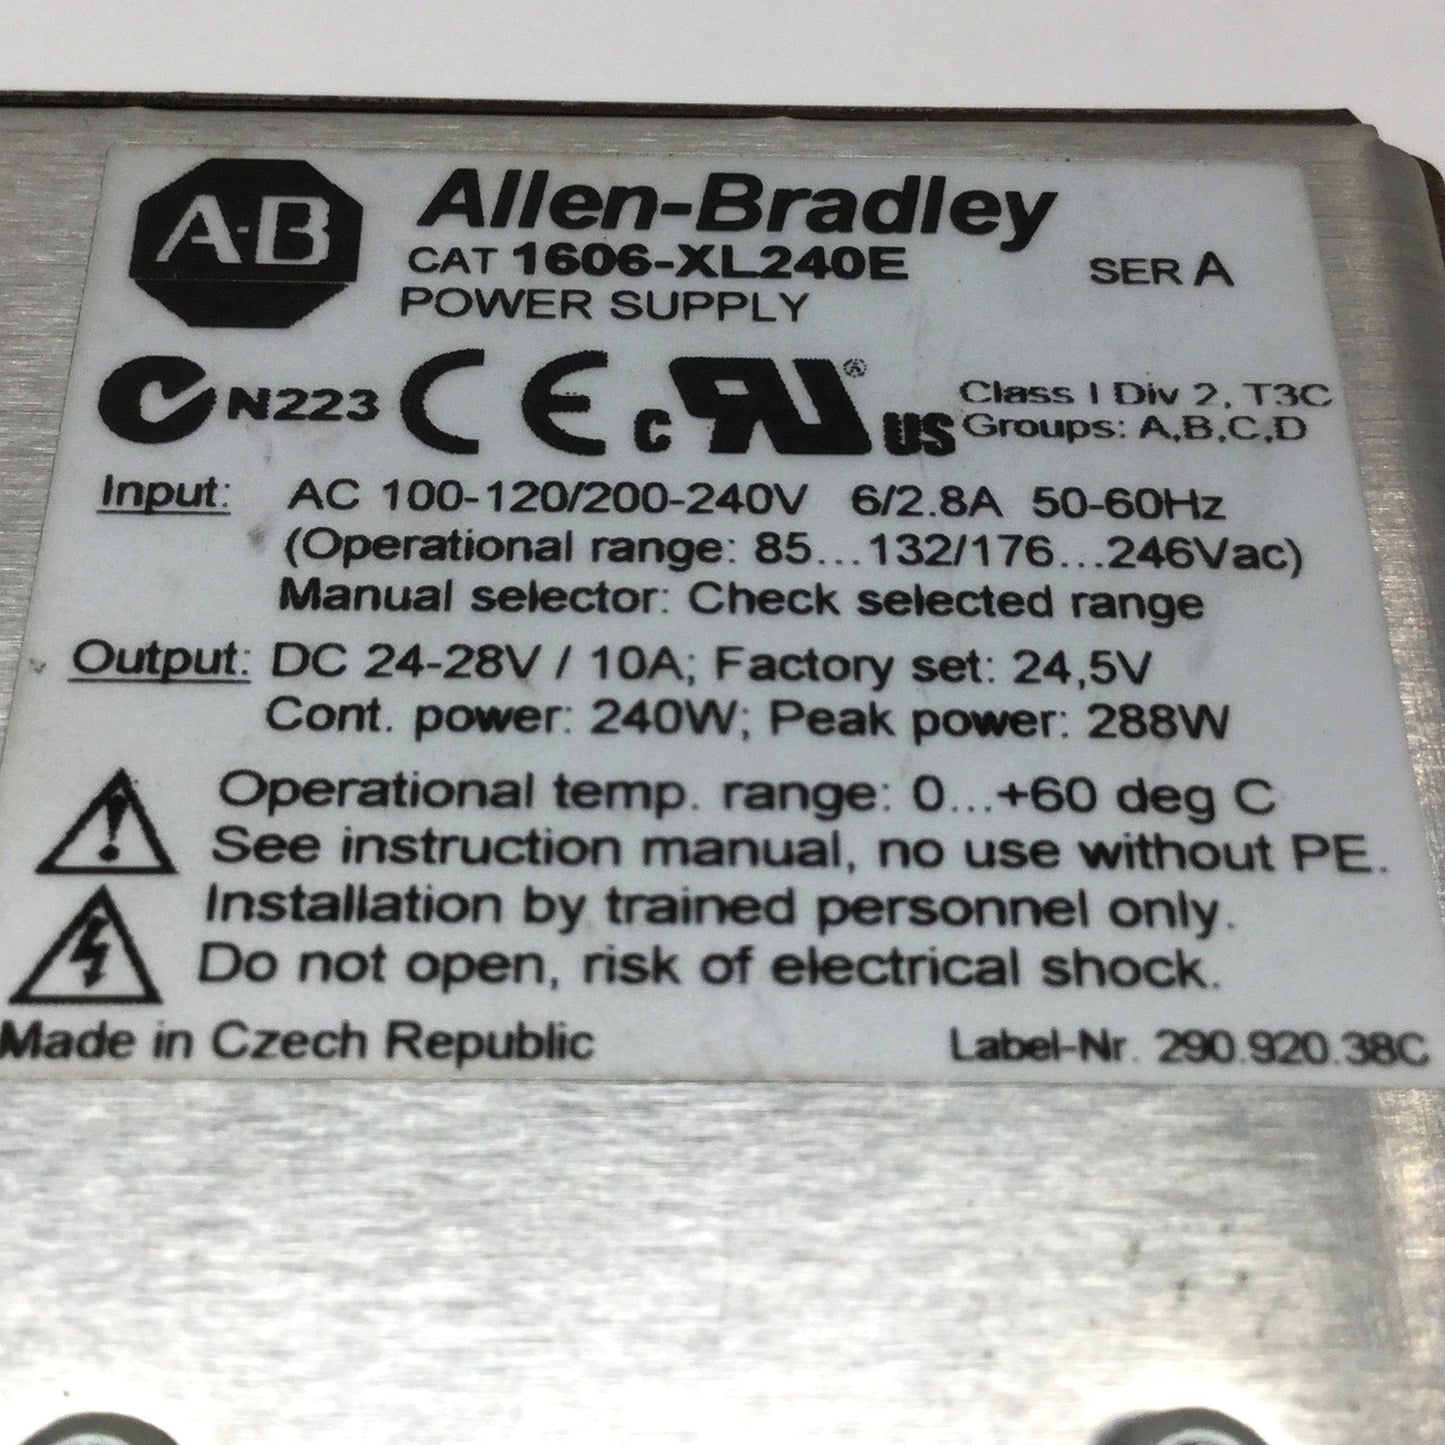 A-B Allen-Bradley
CAT 1606-XL240E SER A
POWER SUPPLY
N223 CE c RU ® US Class I Div 2, T3C
Groups: A,B,C,D
Input: AC 100-120/200-240V 6/2.8A 50-60Hz
(Operational range: 85...132/176...246Vac)
Manual selector: Check selected range
Output: DC 24-28V / 10A; Factory set: 24,5V
Cont. power: 240W; Peak power: 288W
Operational temp. range: 0...+60 deg C
See instruction manual, no use without PE.
Installation by trained personnel only.
Do not open, risk of electrical shock.
Made in Czech Republic Label-Nr. 290.920.38C